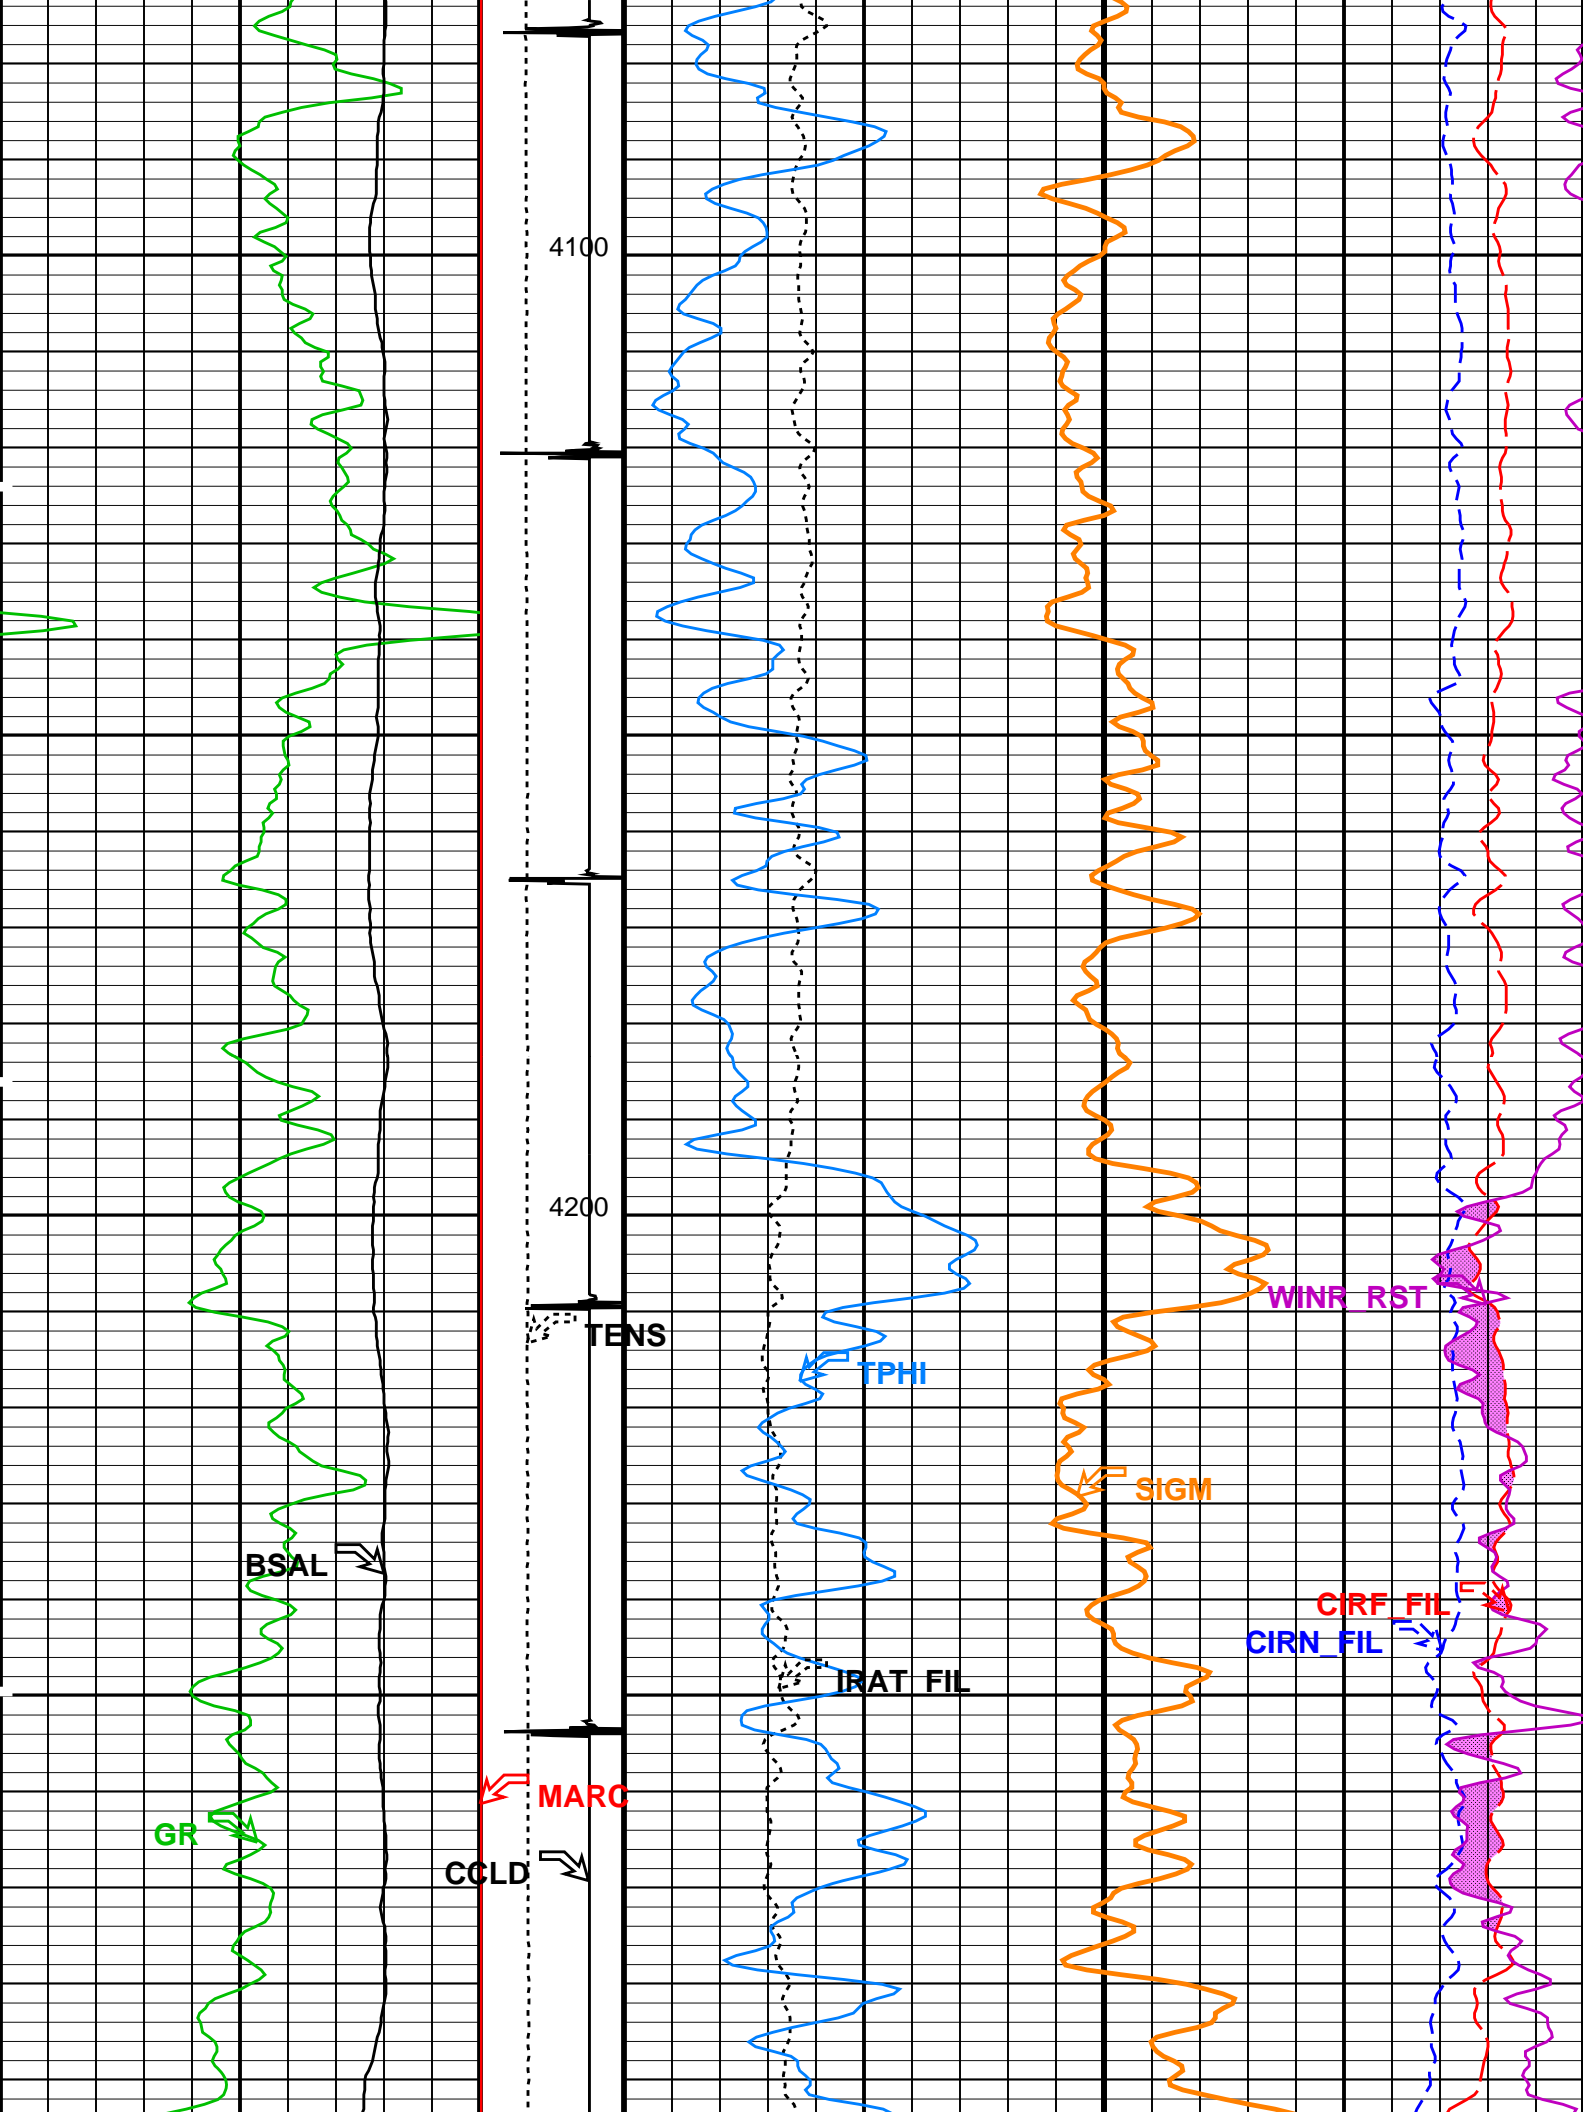 4100
4200
WINR_RST
TENS
TPHI
SIGM
BSAL
CIRF_FIL
CIRN_FIL
IRAT_FIL
MARC
GR
CCLD